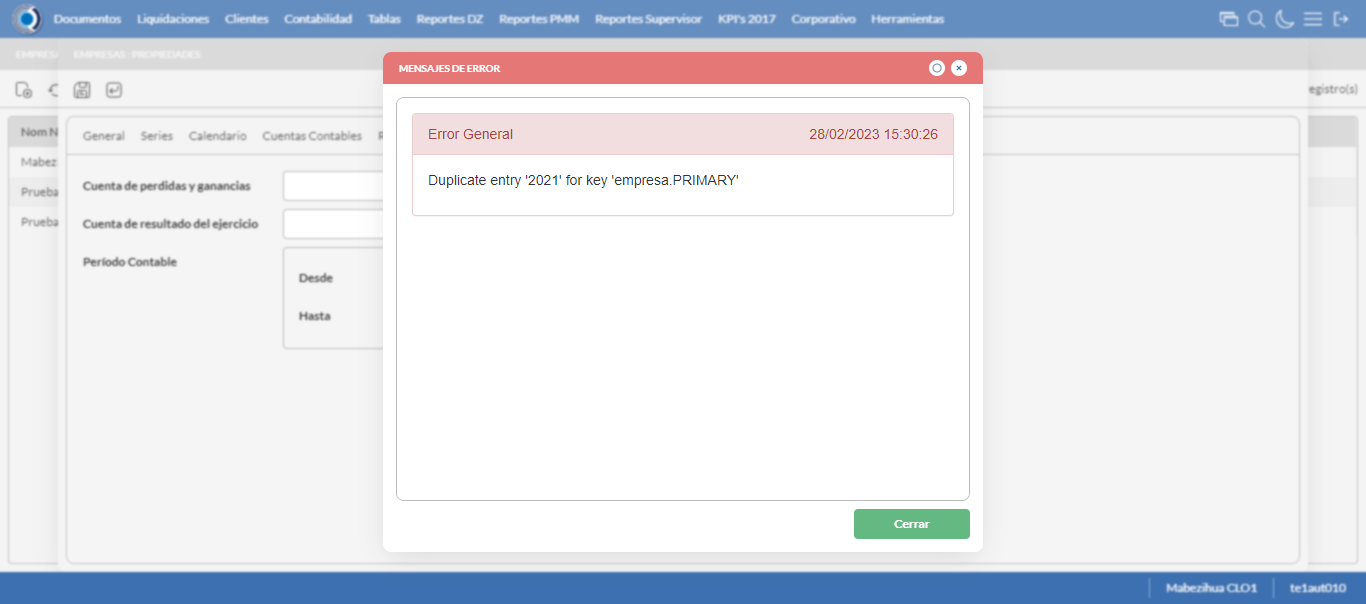 Documentos Liquidaciones Clientes Contabilidad Tablas Reportes DZ Reportes PMM Reportes Supervisor KPI's 2017 Corporativo Herramientas
EMPRESAS : PROPIEDADES
MENSAJES DE ERROR
egistro(s)
Nom N
General Series Calendario Cuentas Contables
Error General 28/02/2023 15:30:26
Mabez
Cuenta de perdidas y ganancias
Duplicate entry '2021' for key 'empresa.PRIMARY'
Prueba
Cuenta de resultado del ejercicio
Prueba
Período Contable
Desde
Hasta
Cerrar
Mabezihua CLO1 te1aut010